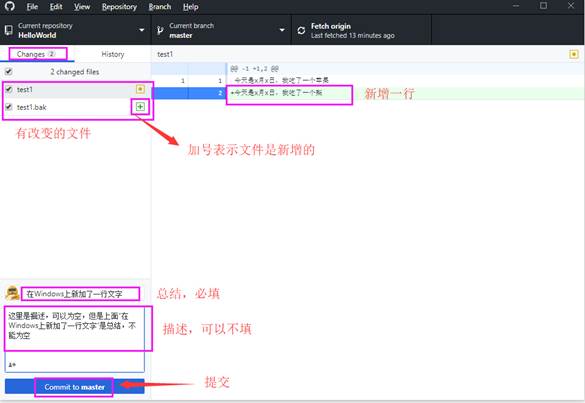 File Edit View Repository Branch Help
Current repository
HelloWorld
Current branch
master
Fetch origin
Last fetched 13 minutes ago
Changes 2
History
test1
2 changed files
@@ -1 +1,2 @@
1 1 今天是x月x日，我吃了一个苹果
2 +今天是x月x日，我吃了一个梨
新增一行
test1
test1.bak
有改变的文件
加号表示文件是新增的
在Windows上新加了一行文字
总结，必填
这里是描述，可以为空，但是上面“在
Windows上新加了一行文字”是总结，不
能为空
描述，可以不填
Commit to master
提交